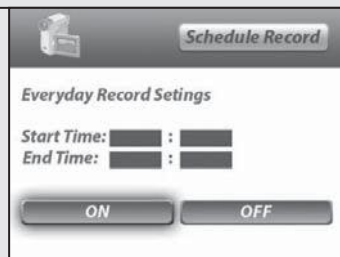 Schedule Record
Everyday Record Setings
Start Time: :
End Time: :
ON OFF